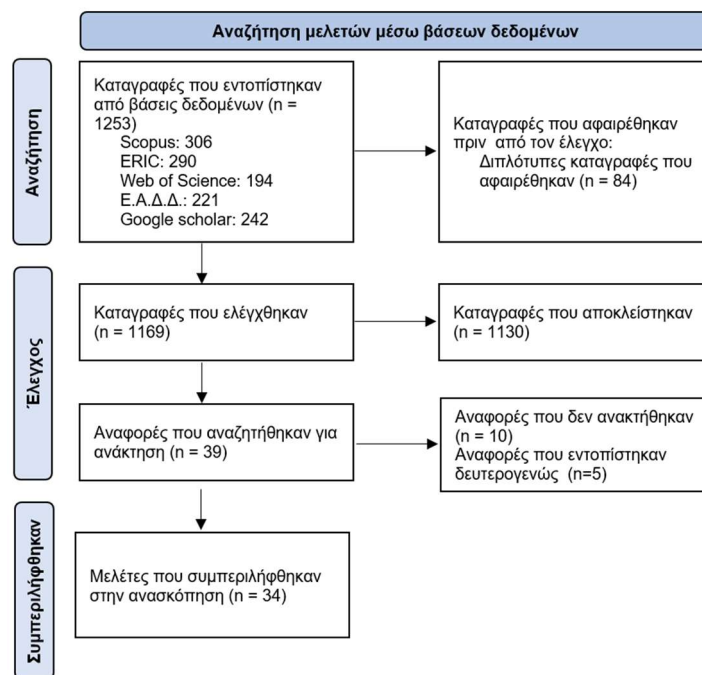 Αναζήτηση μελετών μέσω βάσεων δεδομένων
Αναζήτηση
Καταγραφές που εντοπίστηκαν
από βάσεις δεδομένων (n =
1253)
Scopus: 306
ERIC: 290
Web of Science: 194
Ε.Α.Δ.Δ.: 221
Google scholar: 242
Καταγραφές που αφαιρέθηκαν
πριν από τον έλεγχο:
Διπλότυπες καταγραφές που
αφαιρέθηκαν (n = 84)
Έλεγχος
Καταγραφές που ελέγχθηκαν
(n = 1169)
Καταγραφές που αποκλείστηκαν
(n = 1130)
Αναφορές που αναζητήθηκαν για
ανάκτηση (n = 39)
Αναφορές που δεν ανακτήθηκαν
(n = 10)
Αναφορές που εντοπίστηκαν
δευτερογενώς (n=5)
Συμπεριλήφθηκαν
Μελέτες που συμπεριλήφθηκαν
στην ανασκόπηση (n = 34)